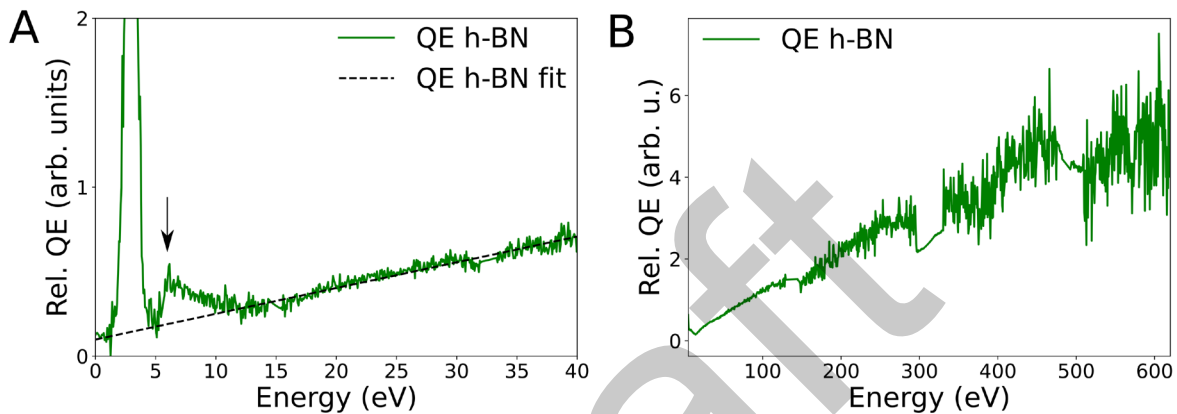 A
2
1
0
Rel. QE (arb. units)
QE h-BN
QE h-BN fit
0 5 10 15 20 25 30 35 40
Energy (eV)
B
6
4
2
0
Rel. QE (arb. u.)
QE h-BN
100 200 300 400 500 600
Energy (eV)
aft